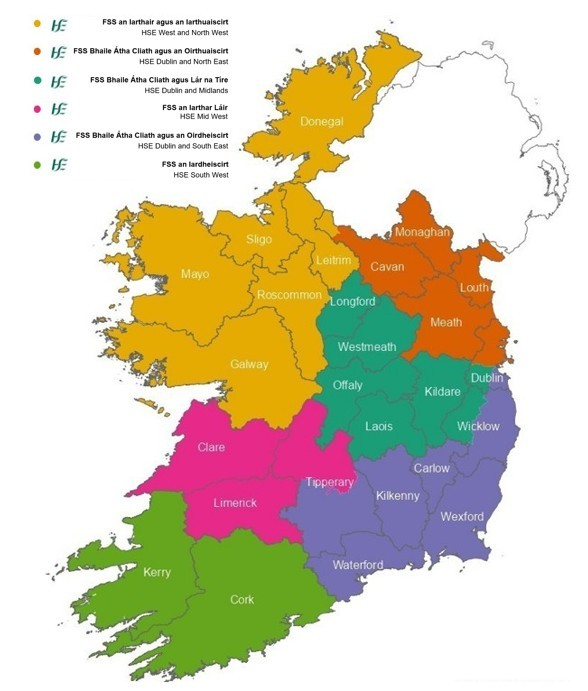 FSS an Iarthair agus an Iarthuaiscirt
HSE West and North West
FSS Bhaile Átha Cliath agus an Oirthuaiscirt
HSE Dublin and North East
FSS Bhaile Átha Cliath agus Lár na Tíre
HSE Dublin and Midlands
FSS an Iarthar Láir
HSE Mid West
FSS Bhaile Átha Cliath agus an Oirdheiscirt
HSE Dublin and South East
FSS an Iardheiscirt
HSE South West
Donegal
Monaghan
Sligo
Leitrim
Cavan
Mayo
Louth
Roscommon
Longford
Meath
Westmeath
Galway
Dublin
Offaly
Kildare
Laois
Wicklow
Clare
Carlow
Tipperary
Kilkenny
Limerick
Wexford
Waterford
Kerry
Cork